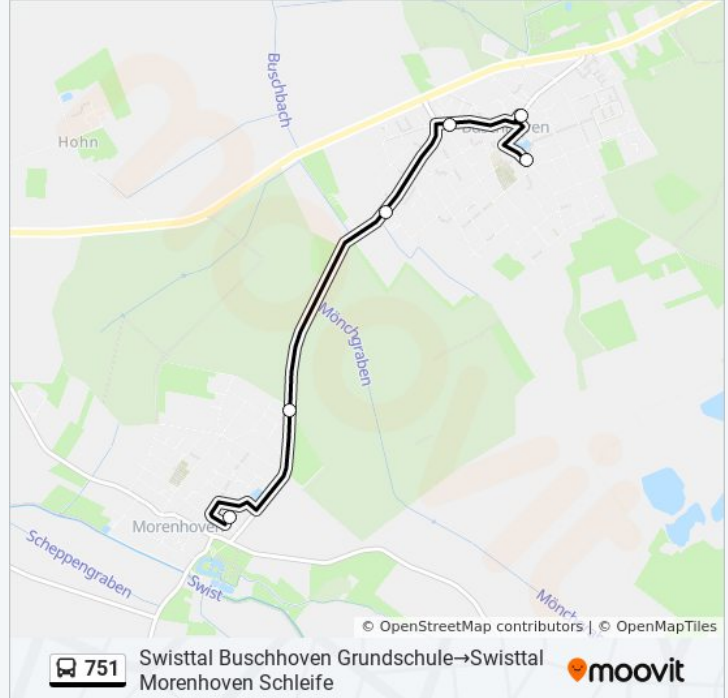 Buschbach
Hohn
Mönchgraben
Morenhoven
Scheppengraben
Swist
© OpenStreetMap contributors | © OpenMapTiles
751
Swisttal Buschhoven Grundschule→Swisttal
Morenhoven Schleife
moovit